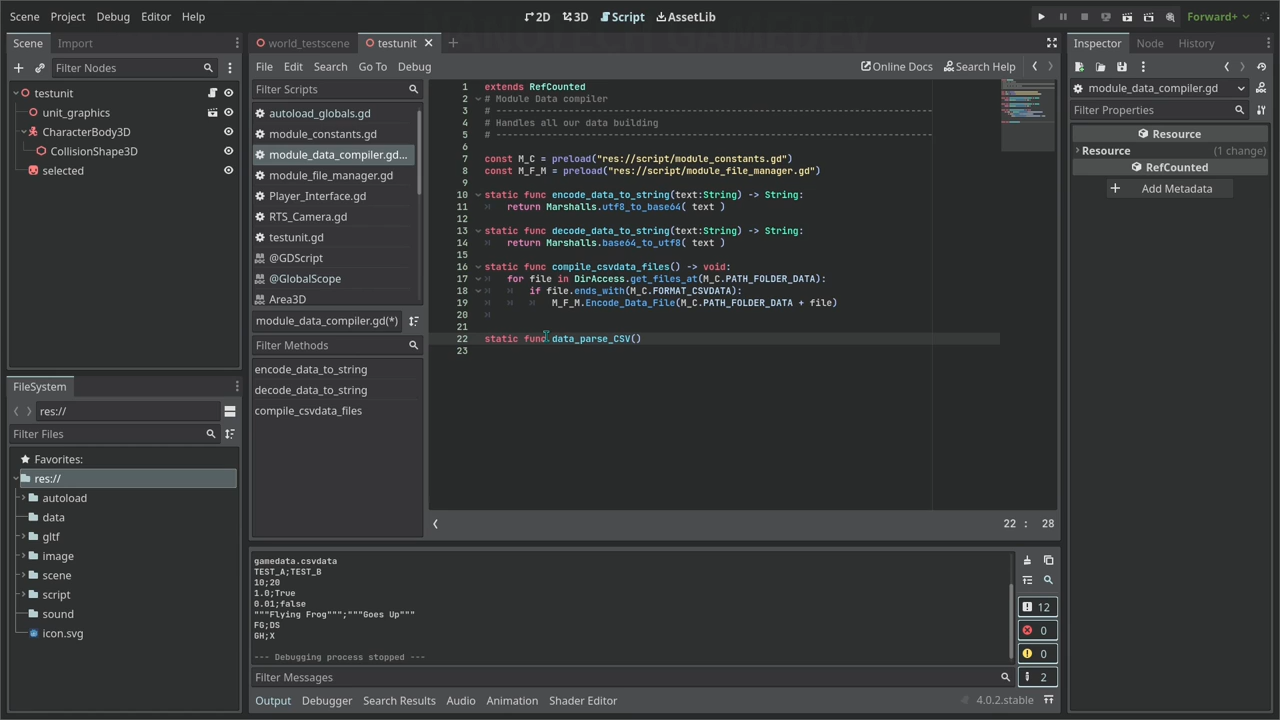 Scene Project Debug Editor Help
2D 3D Script AssetLib
Forward+
Scene Import
Filter Nodes
testunit
unit_graphics
CharacterBody3D
CollisionShape3D
selected
FileSystem
res://
Filter Files
Favorites:
res://
autoload
data
gltf
image
scene
script
sound
icon.svg
world_testscene testunit
File Edit Search Go To Debug
Online Docs Search Help
Filter Scripts
autoload_globals.gd
module_constants.gd
module_data_compiler.gd...
module_file_manager.gd
Player_Interface.gd
RTS_Camera.gd
testunit.gd
@GDScript
@GlobalScope
Area3D
module_data_compiler.gd(*)
Filter Methods
encode_data_to_string
decode_data_to_string
compile_csvdata_files
1 extends RefCounted
2 # Module Data compiler
3 # ------------------------------------------------------------------------------
4 # Handles all our data building
5 # ------------------------------------------------------------------------------
6
7 const M_C = preload("res://script/module_constants.gd")
8 const M_F_M = preload("res://script/module_file_manager.gd")
9
10 static func encode_data_to_string(text:String) -> String:
11 return Marshalls.utf8_to_base64( text )
12
13 static func decode_data_to_string(text:String) -> String:
14 return Marshalls.base64_to_utf8( text )
15
16 static func compile_csvdata_files() -> void:
17 for file in DirAccess.get_files_at(M_C.PATH_FOLDER_DATA):
18 if file.ends_with(M_C.FORMAT_CSVDATA):
19 M_F_M.Encode_Data_File(M_C.PATH_FOLDER_DATA + file)
20
21
22 static func data_parse_CSV()
23
22 : 28
gamedata.csvdata
TEST_A;TEST_B
10;20
1.0;True
0.01;false
"""Flying Frog""";"""Goes Up"""
FG;DS
GH;X
--- Debugging process stopped ---
12
0
0
2
Filter Messages
Output Debugger Search Results Audio Animation Shader Editor
4.0.2.stable
Inspector Node History
module_data_compiler.gd
Filter Properties
Resource
Resource (1 change)
RefCounted
Add Metadata